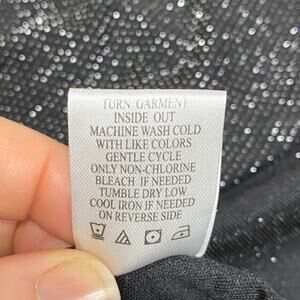 TURN GARMENT
INSIDE OUT
MACHINE WASH COLD
WITH LIKE COLORS
GENTLE CYCLE
ONLY NON-CHLORINE
BLEACH IF NEEDED
TUMBLE DRY LOW
COOL IRON IF NEEDED
ON REVERSE SIDE